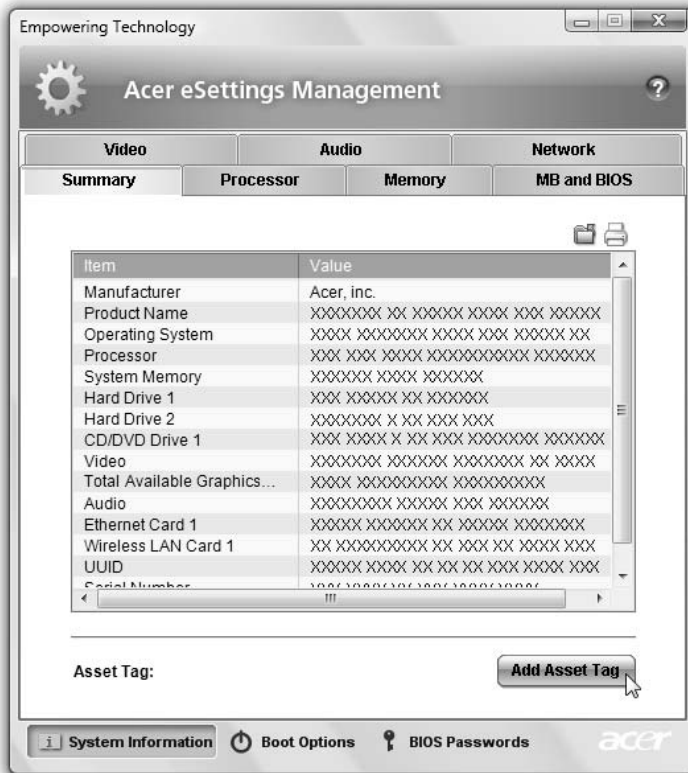 Empowering Technology
Acer eSettings Management
Video Audio Network
Summary Processor Memory MB and BIOS
Item Value
Manufacturer Acer, inc.
Product Name XXXXXXX XX XXXXX XXXX XXX XXXXX
Operating System XXXX XXXXXXX XXXX XXX XXXXX XX
Processor XXX XXX XXXX XXXXXXXXXX XXXXXX
System Memory XXXXXX XXXX XXXXXX
Hard Drive 1 XXX XXXXX XX XXXXXX
Hard Drive 2 XXXXXXX X XX XXX XXX
CD/DVD Drive 1 XXX XXXX X XX XXX XXXXXXX XXXXXX
Video XXXXXXX XXXXXX XXXXXXX XX XXXX
Total Available Graphics... XXXX XXXXXXXXXX XXXXXXXXX
Audio XXXXXXX XXXXX XXX XXX XXXXXX
Ethernet Card 1 XXXXX XXXXXX XX XXXXX XXXXXXX
Wireless LAN Card 1 XX XXXXXXXXX XX XXX XX XXXX XXX
UUID XXXXX XXXX XX XX XX XXX XXXX XXX
Serial Number
Asset Tag: Add Asset Tag
System Information Boot Options BIOS Passwords acer